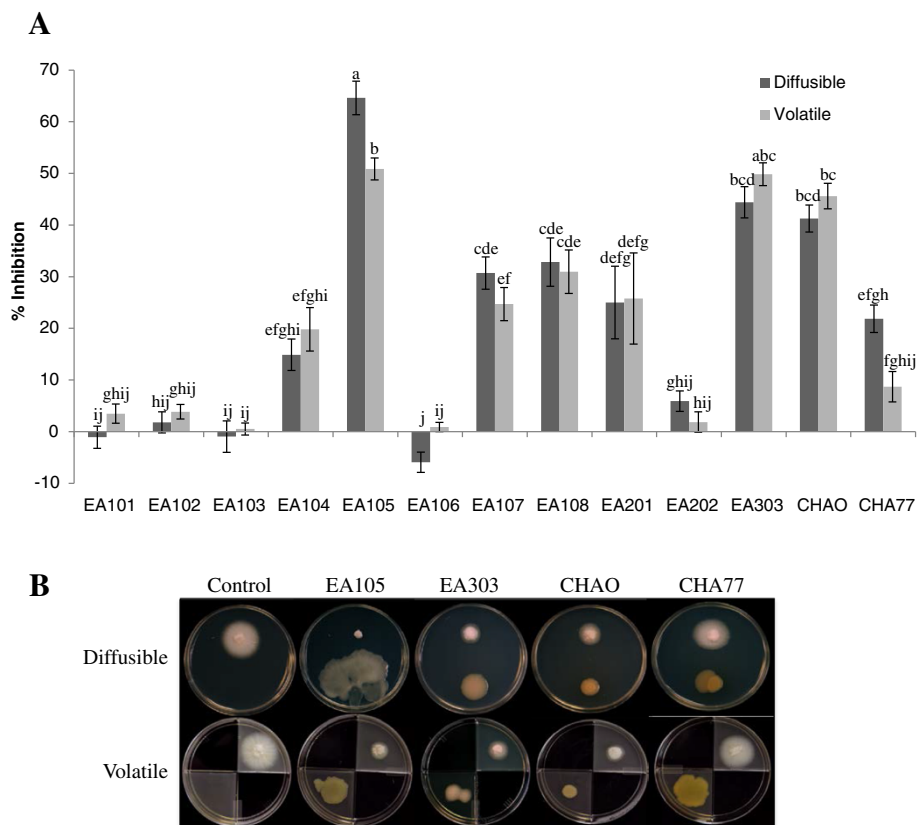 A
70
60
50
40
30
20
10
0
-10
% Inhibition
Diffusible
Volatile
ij
ghij
hij
ghij
ij
ij
efghi
efghi
a
b
j
ij
cde
ef
cde
cde
defg
defg
ghij
hij
bcd
abc
bcd
bc
efgh
fghij
EA101 EA102 EA103 EA104 EA105 EA106 EA107 EA108 EA201 EA202 EA303 CHAO CHA77
B
Control EA105 EA303 CHAO CHA77
Diffusible
Volatile